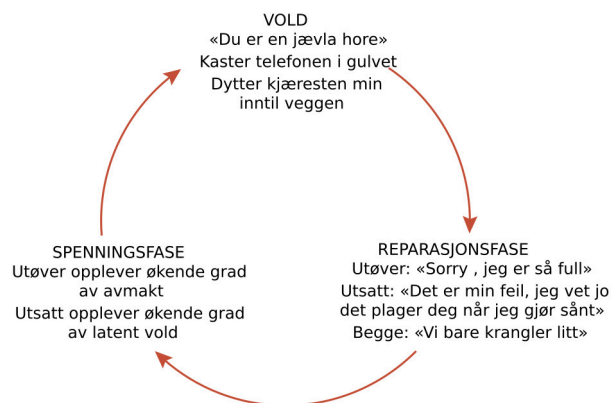 VOLD
«Du er en jævla hore»
Kaster telefonen i gulvet
Dytter kjæresten min
inntil veggen
SPENNINGSFASE
Utøver opplever økende grad
av avmakt
Utsatt opplever økende grad
av latent vold
REPARASJONSFASE
Utøver: «Sorry , jeg er så full»
Utsatt: «Det er min feil, jeg vet jo
det plager deg når jeg gjør sånt»
Begge: «Vi bare krangler litt»